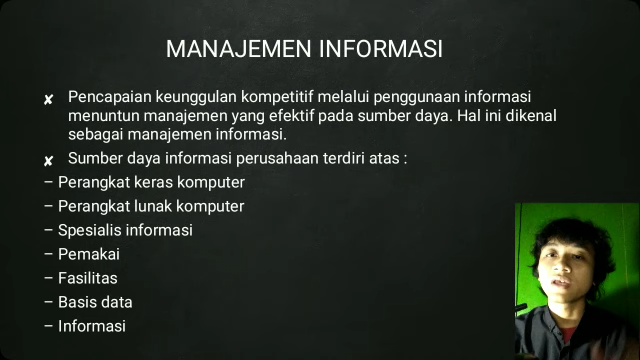 MANAJEMEN INFORMASI
✘ Pencapaian keunggulan kompetitif melalui penggunaan informasi
menuntun manajemen yang efektif pada sumber daya. Hal ini dikenal
sebagai manajemen informasi.
✘ Sumber daya informasi perusahaan terdiri atas :
– Perangkat keras komputer
– Perangkat lunak komputer
– Spesialis informasi
– Pemakai
– Fasilitas
– Basis data
– Informasi